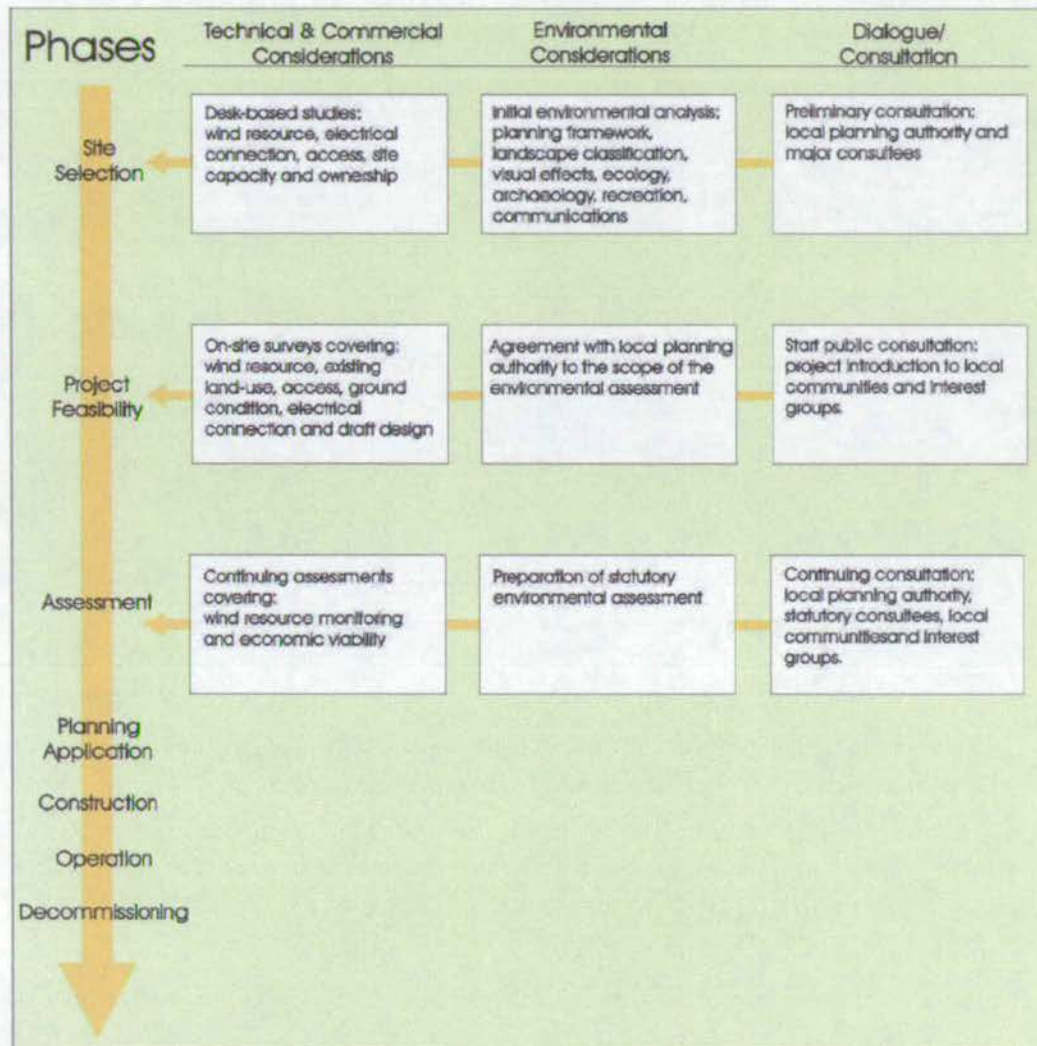 Phases
Technical & Commercial
Considerations
Environmental
Considerations
Dialogue/
Consultation
Site
Selection
Desk-based studies:
wind resource, electrical
connection, access, site
capacity and ownership
Initial environmental analysis:
planning framework,
landscape classification,
visual effects, ecology,
archaeology, recreation,
communications
Preliminary consultation:
local planning authority and
major consultees
Project
Feasibility
On-site surveys covering:
wind resource, existing
land-use, access, ground
condition, electrical
connection and draft design
Agreement with local planning
authority to the scope of the
environmental assessment
Start public consultation:
project introduction to local
communities and interest
groups.
Assessment
Continuing assessments
covering:
wind resource monitoring
and economic viability
Preparation of statutory
environmental assessment
Continuing consultation:
local planning authority,
statutory consultees, local
communitiesand interest
groups.
Planning
Application
Construction
Operation
Decommissioning